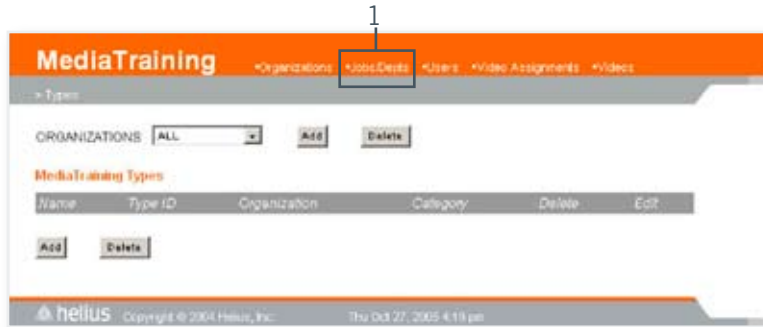 1
MediaTraining •Organizations •Jobs/Depts •Users •Video Assignments •Videos
» Types
ORGANIZATIONS ALL Add Delete
MediaTraining Types
Name Type ID Organization Category Delete Edit
Add Delete
helius Copyright © 2004 Helius, Inc. Thu Oct 27, 2005 4:19 pm